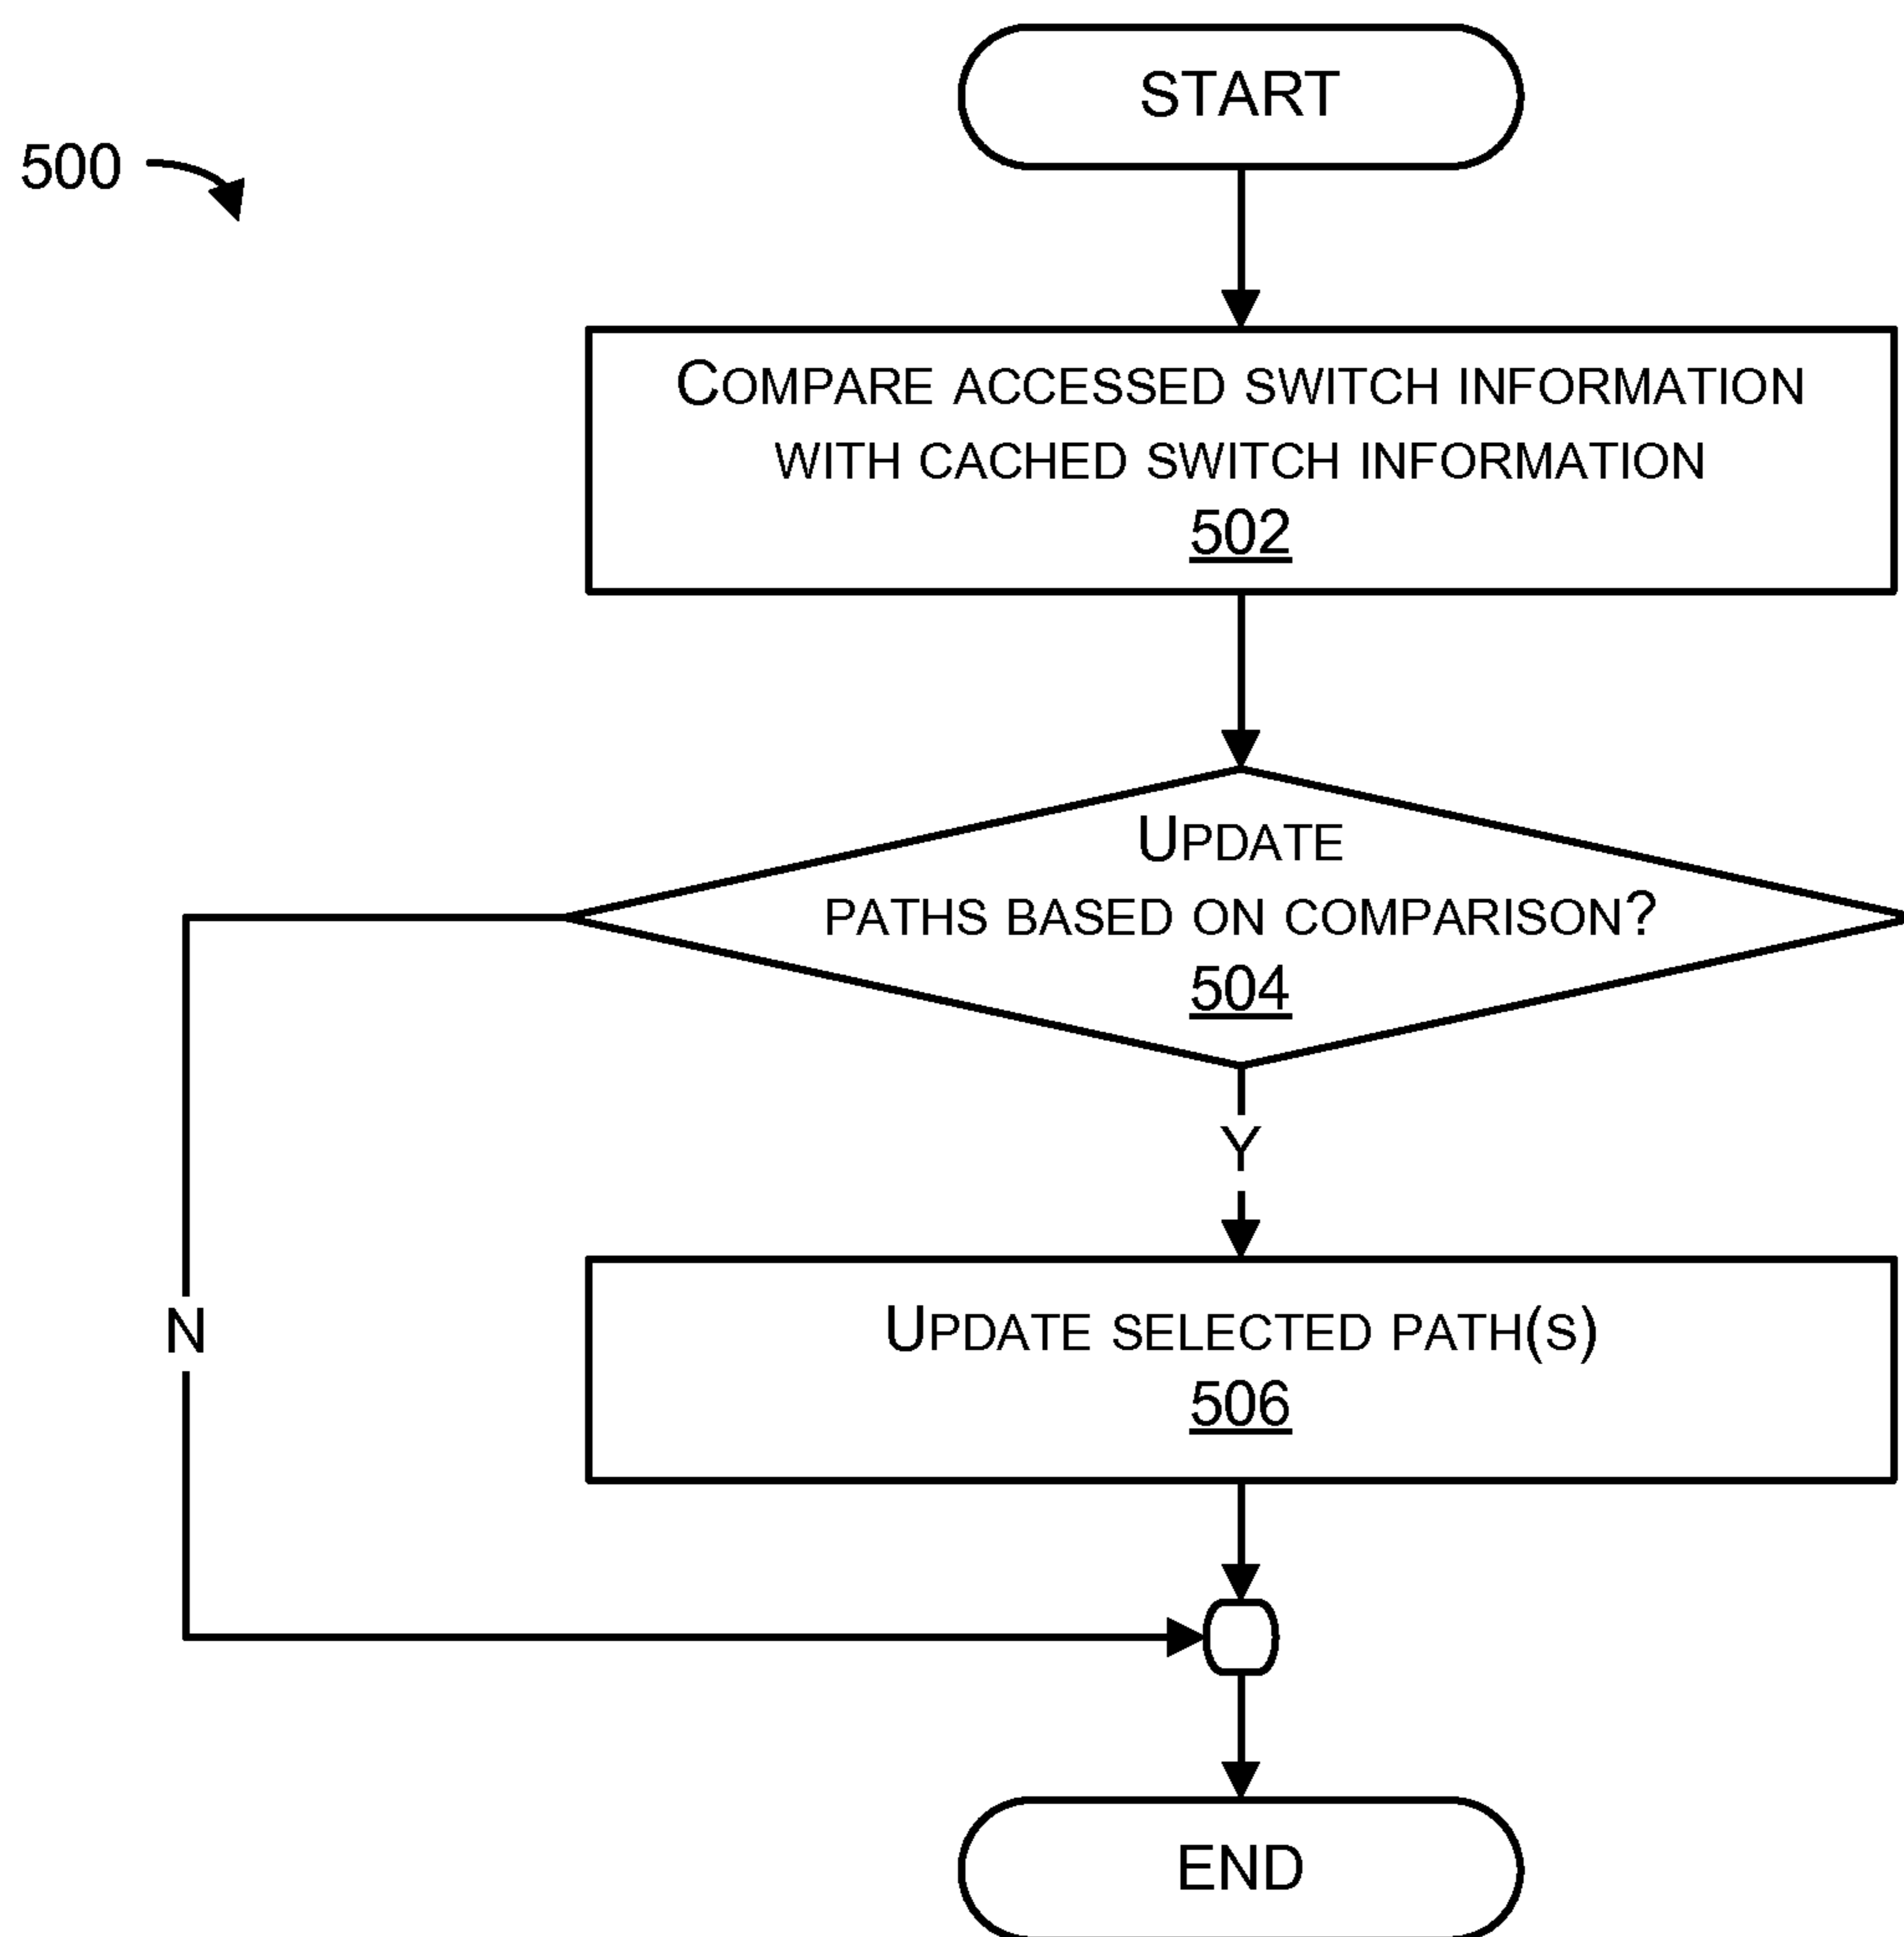 START
500
COMPARE ACCESSED SWITCH INFORMATION
WITH CACHED SWITCH INFORMATION
502
UPDATE
PATHS BASED ON COMPARISON?
504
Y
N
UPDATE SELECTED PATH(S)
506
END